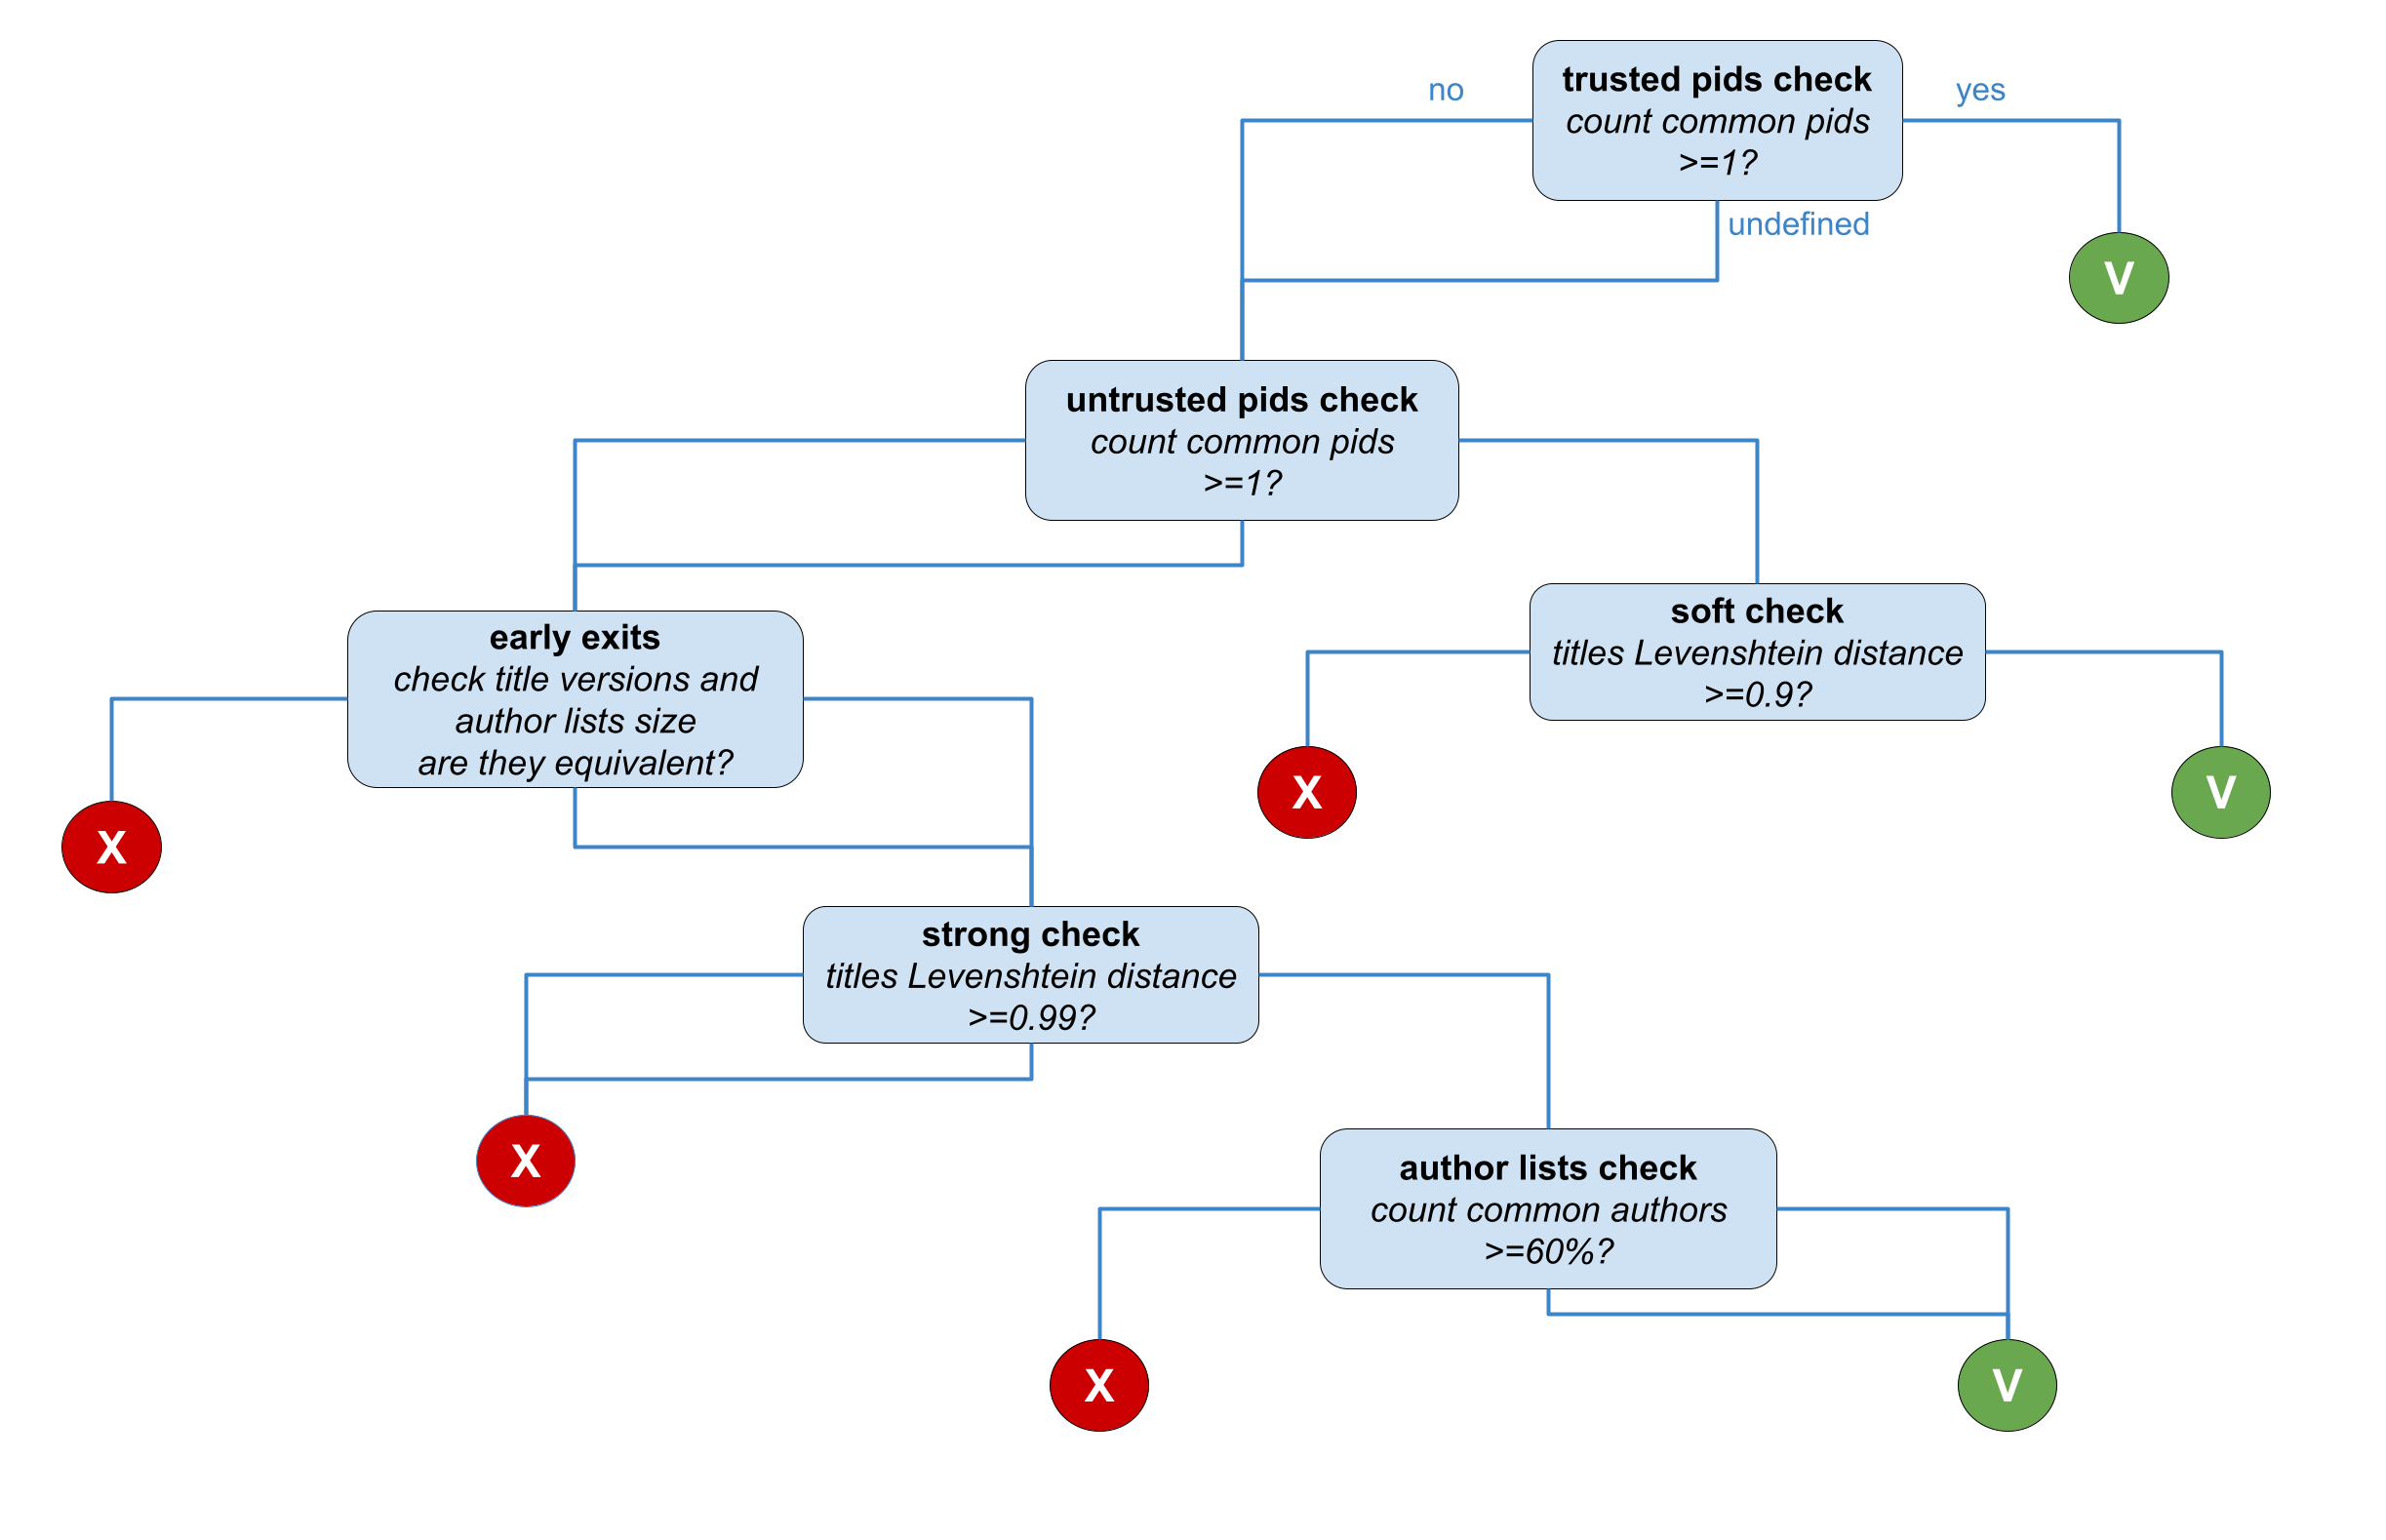 trusted pids check
count common pids
>=1?
no
yes
undefined
V
untrusted pids check
count common pids
>=1?
early exits
check title versions and
author lists size
are they equivalent?
soft check
titles Levenshtein distance
>=0.9?
X
X
V
strong check
titles Levenshtein distance
>=0.99?
X
author lists check
count common authors
>=60%?
X
V